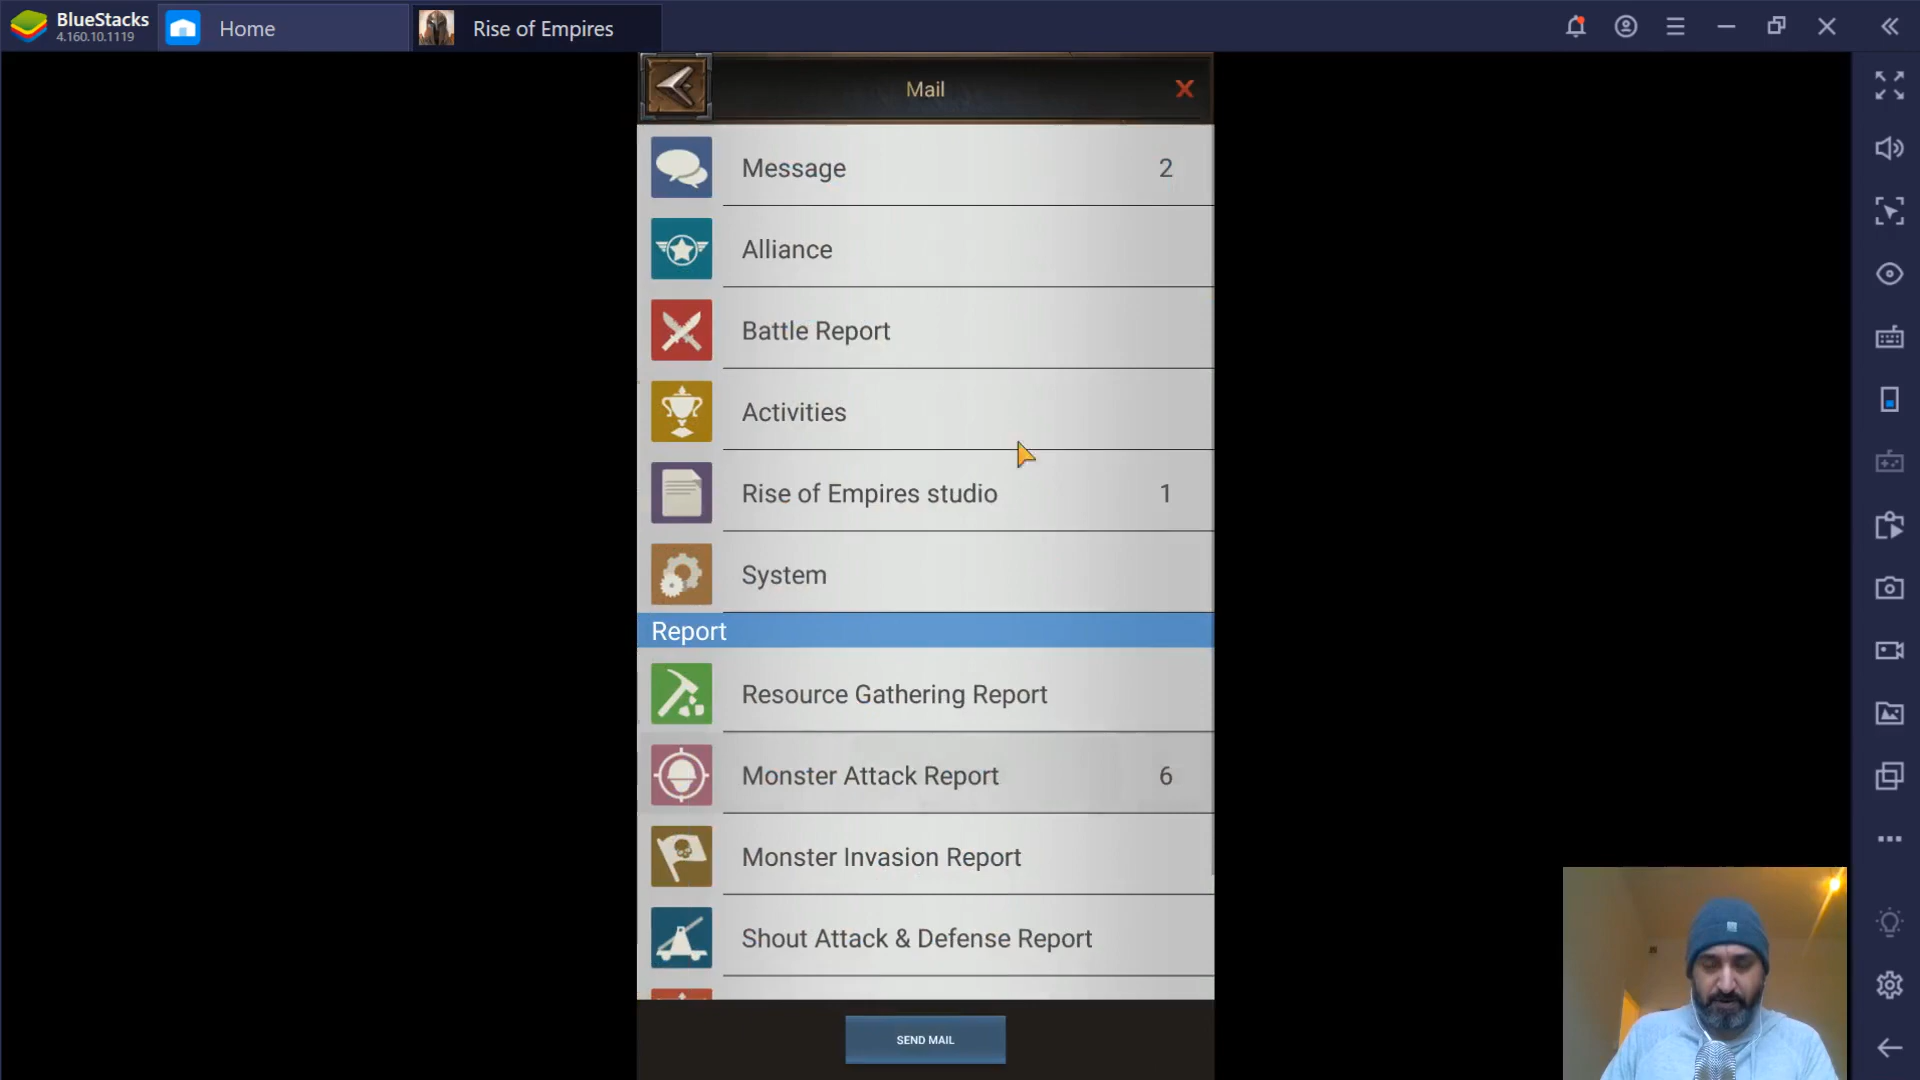 BlueStacks
4.160.10.1119
Home
Rise of Empires
Mail
Message 2
Alliance
Battle Report
Activities
Rise of Empires studio 1
System
Report
Resource Gathering Report
Monster Attack Report 6
Monster Invasion Report
Shout Attack & Defense Report
SEND MAIL